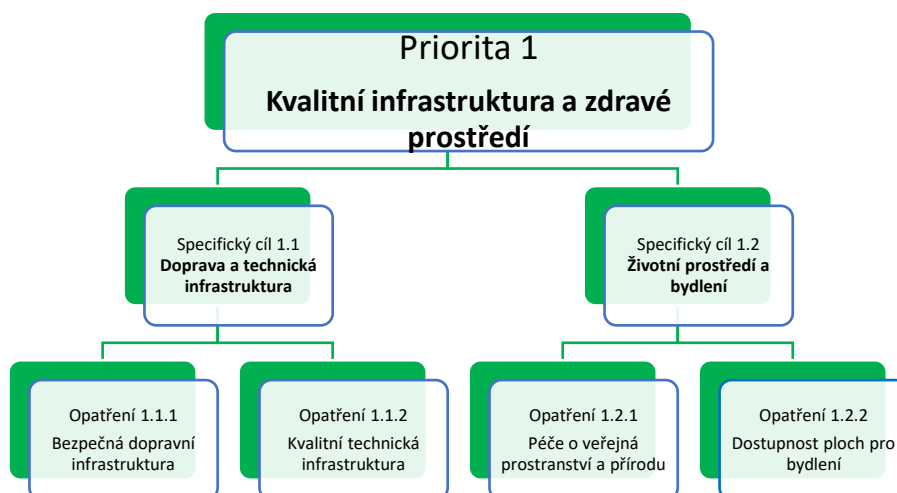 Priorita 1
Kvalitní infrastruktura a zdravé
prostředí
Specifický cíl 1.1
Doprava a technická
infrastruktura
Specifický cíl 1.2
Životní prostředí a
bydlení
Opatření 1.1.1
Bezpečná dopravní
infrastruktura
Opatření 1.1.2
Kvalitní technická
infrastruktura
Opatření 1.2.1
Péče o veřejná
prostranství a přírodu
Opatření 1.2.2
Dostupnost ploch pro
bydlení